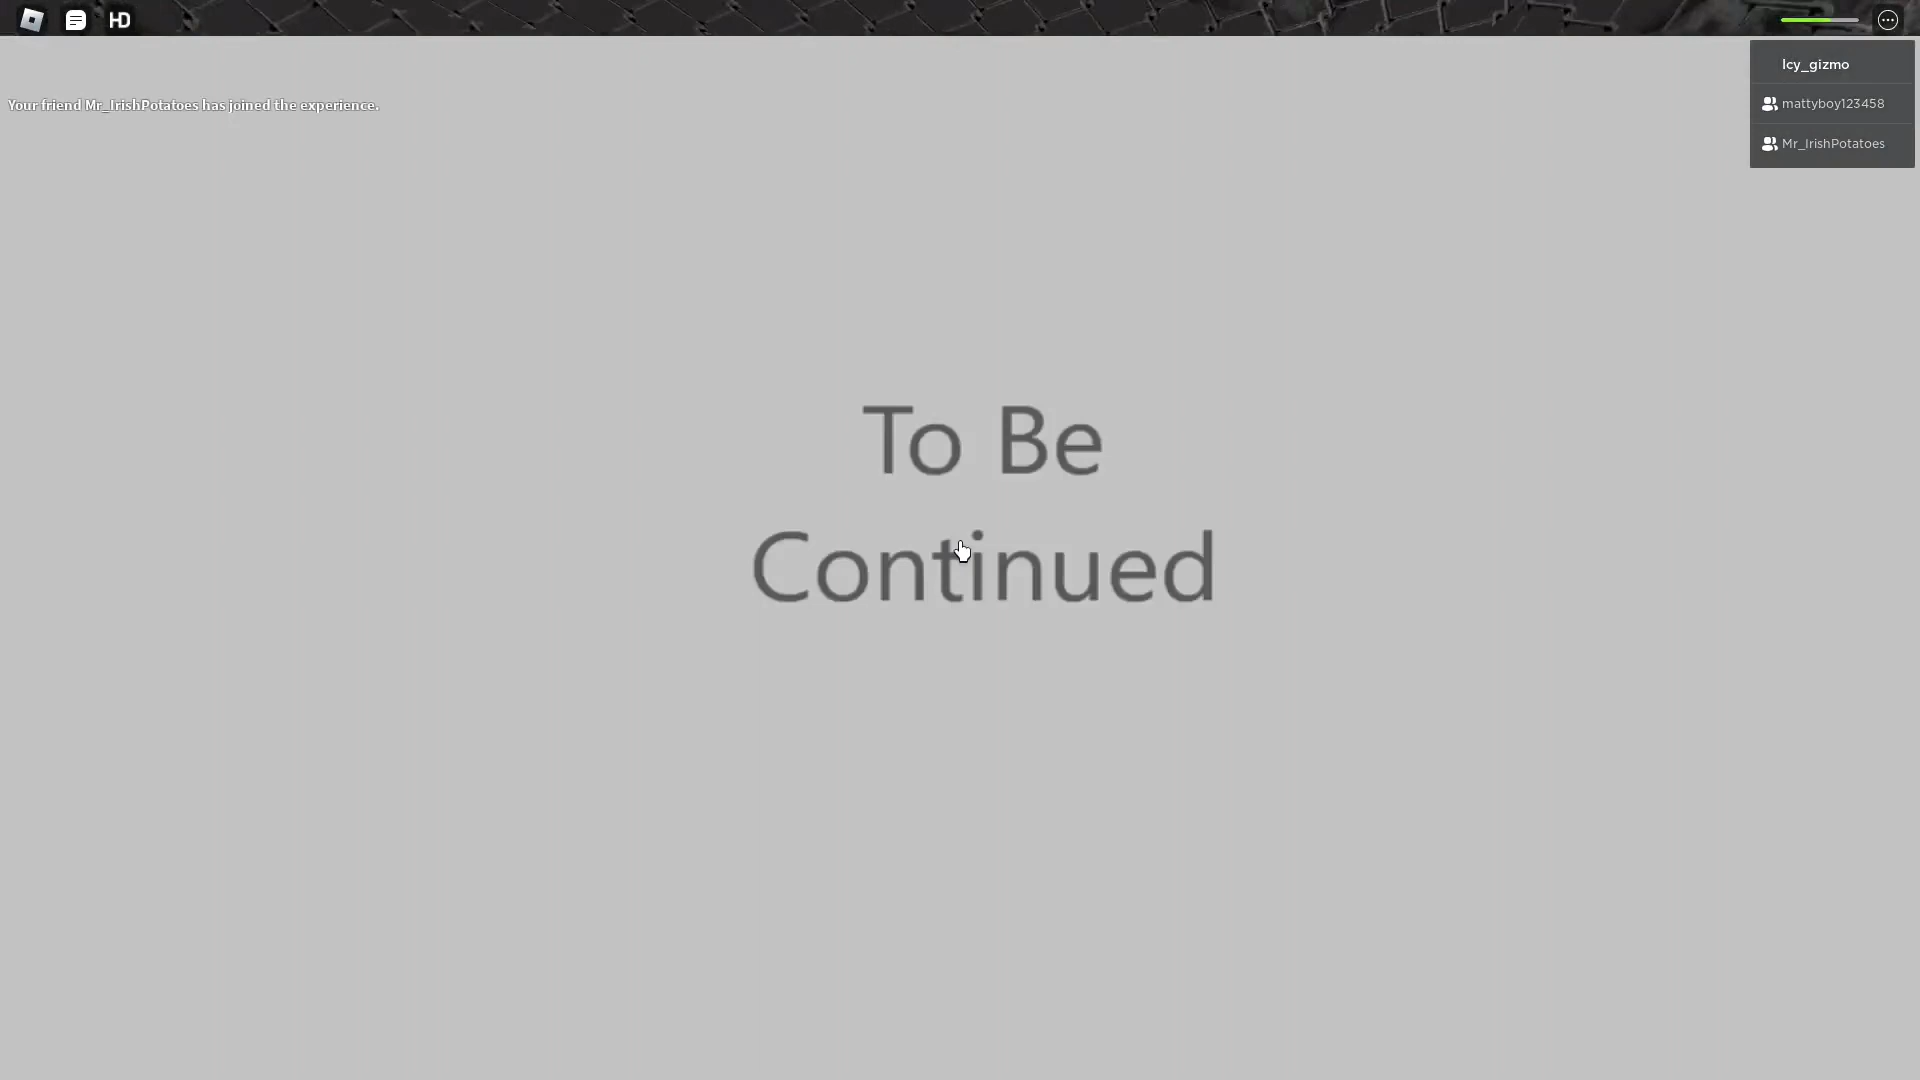 HD
Icy_gizmo
Your friend Mr_IrishPotatoes has joined the experience.
mattyboy123458
Mr_IrishPotatoes
To Be
Continued